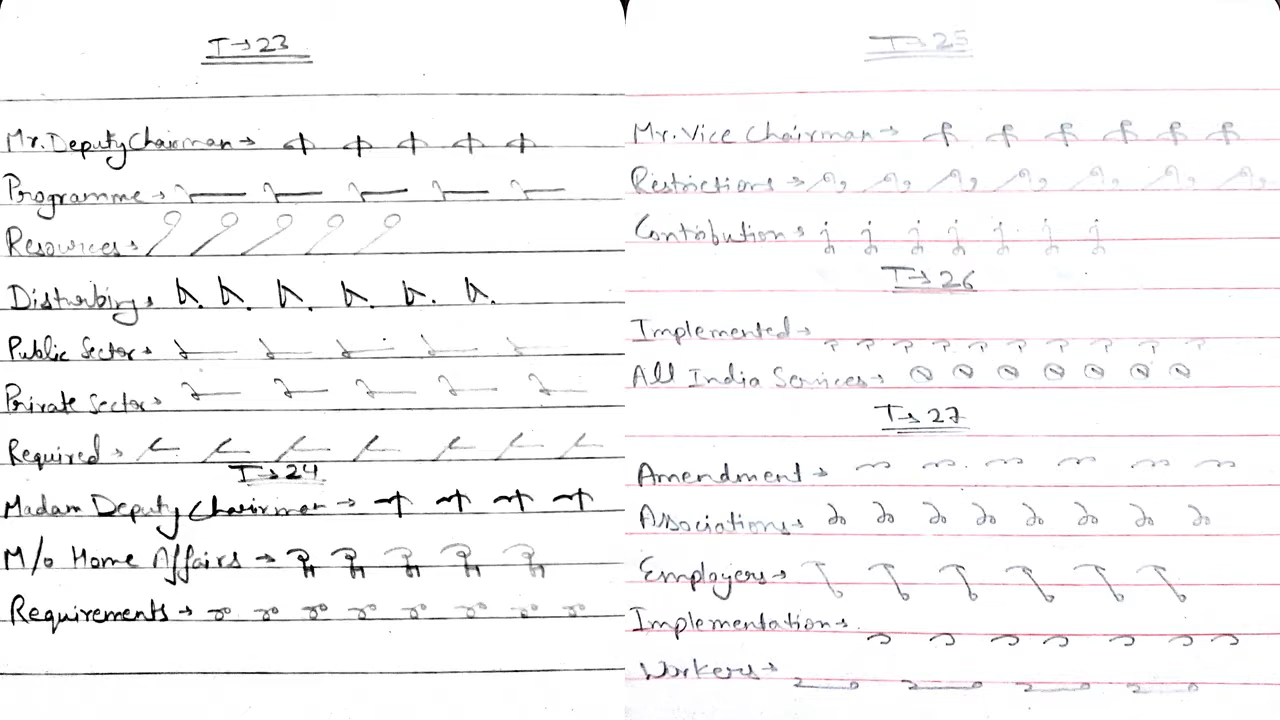 T→23
Mr. Deputy Chairman→
Programme→
Resources→
Disturbing→
Public Sector→
Private Sector→
Required→
T→24
Madam Deputy Chairman→
M/o Home Affairs→
Requirements→
T→25
Mr. Vice Chairman→
Restrictions→
Contribution→
T→26
Implemented→
All India Services→
T→27
Amendment→
Associations→
Employers→
Implementation→
Workers→